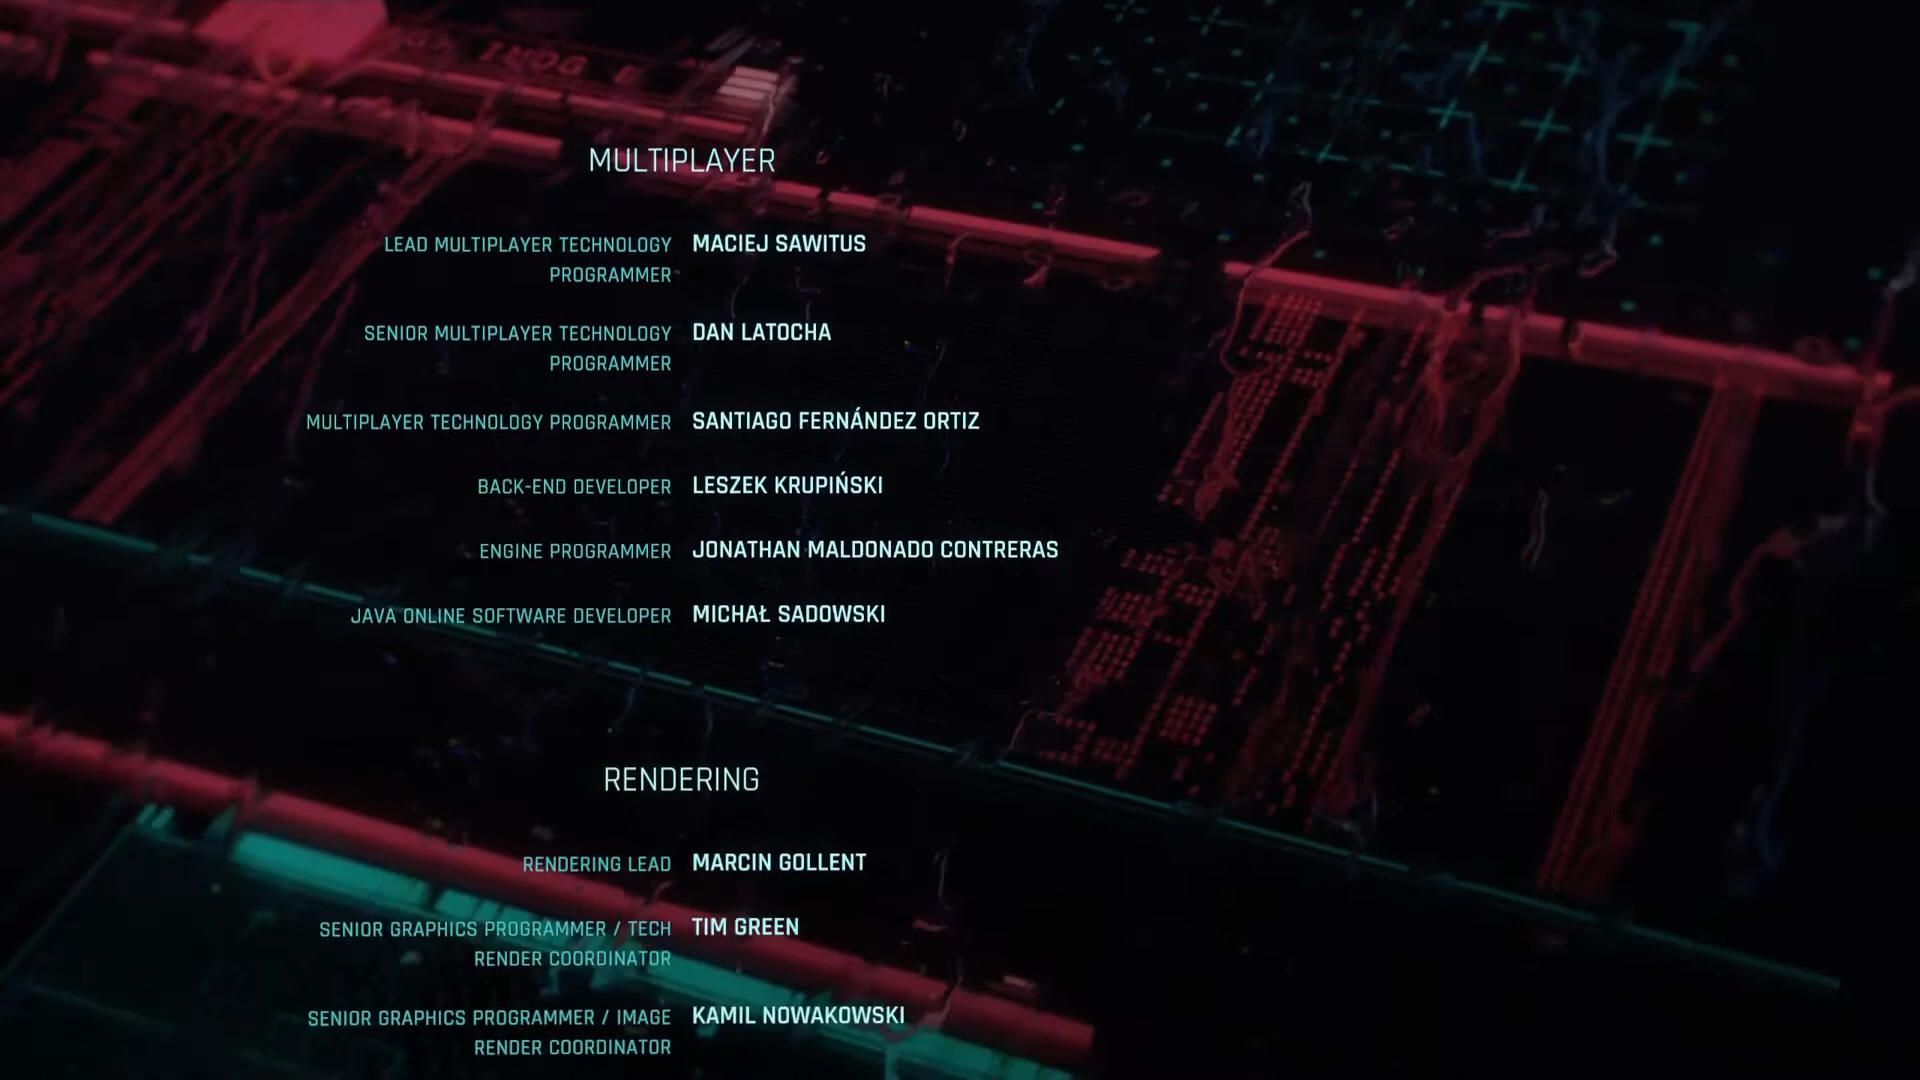 MULTIPLAYER
LEAD MULTIPLAYER TECHNOLOGY MACIEJ SAWITUS
PROGRAMMER
SENIOR MULTIPLAYER TECHNOLOGY DAN LATOCHA
PROGRAMMER
MULTIPLAYER TECHNOLOGY PROGRAMMER SANTIAGO FERNÁNDEZ ORTIZ
BACK-END DEVELOPER LESZEK KRUPIŃSKI
ENGINE PROGRAMMER JONATHAN MALDONADO CONTRERAS
JAVA ONLINE SOFTWARE DEVELOPER MICHAŁ SADOWSKI
RENDERING
RENDERING LEAD MARCIN GOLLENT
SENIOR GRAPHICS PROGRAMMER / TECH TIM GREEN
RENDER COORDINATOR
SENIOR GRAPHICS PROGRAMMER / IMAGE KAMIL NOWAKOWSKI
RENDER COORDINATOR